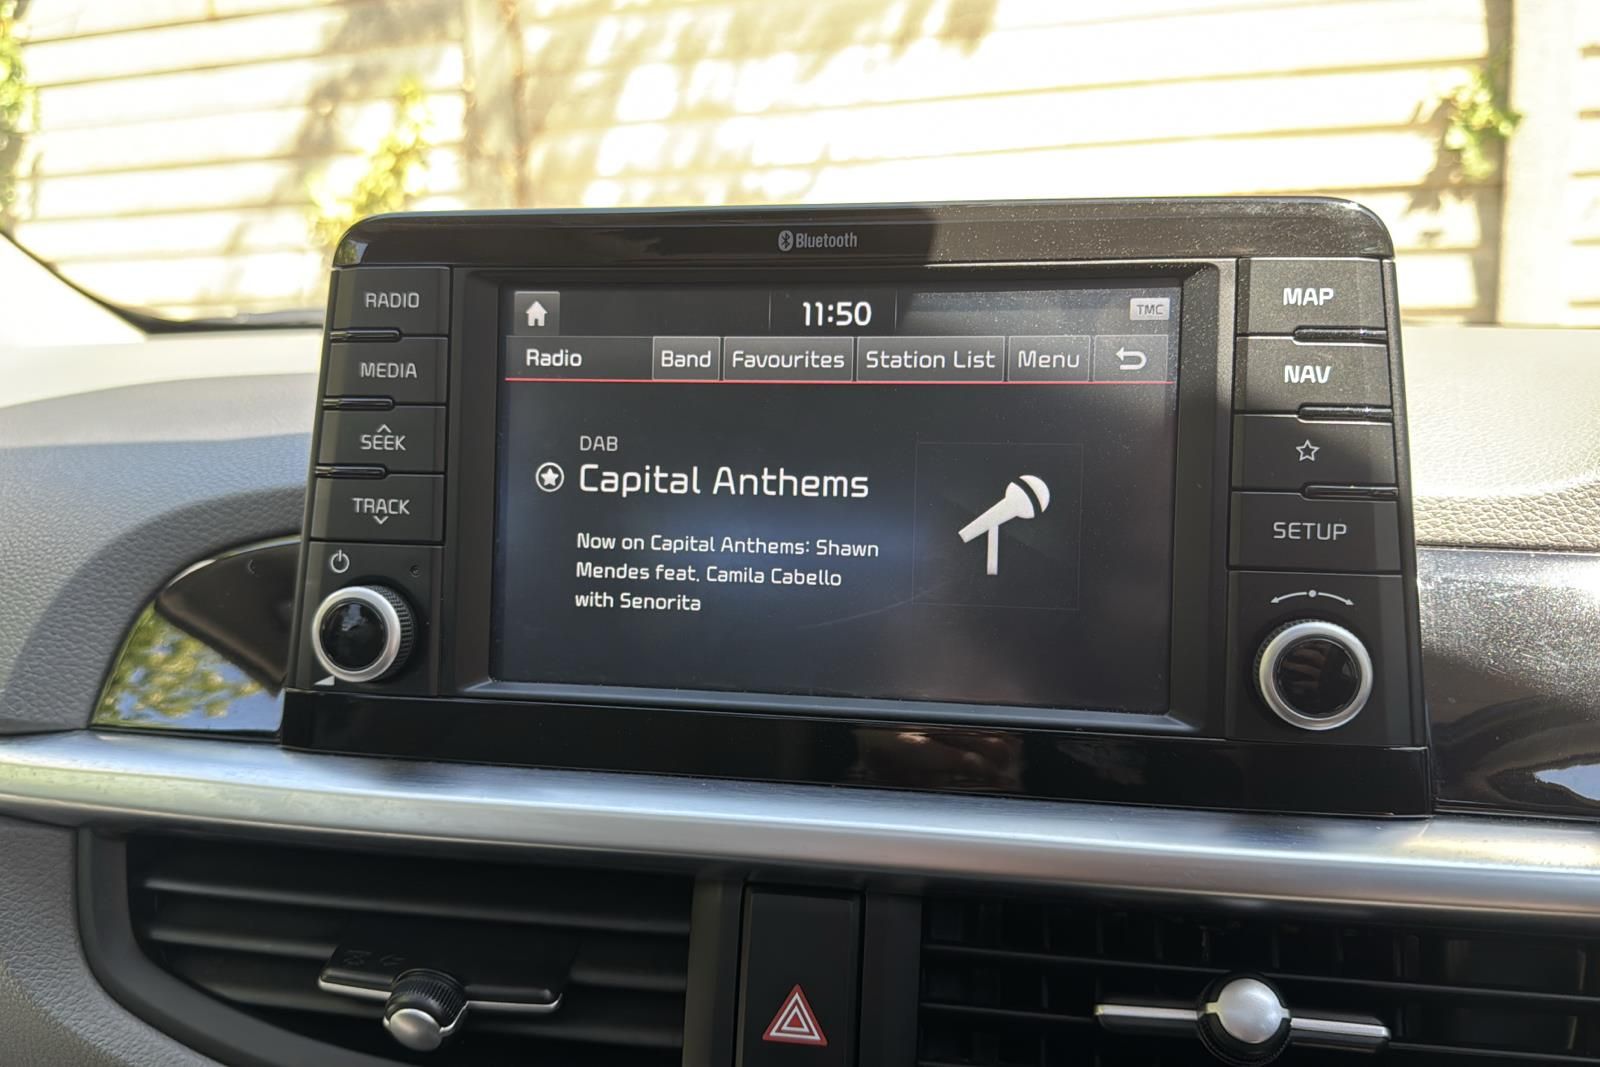 Bluetooth
RADIO
MEDIA
SEEK
TRACK
11:50
TMC
Radio
Band
Favourites
Station List
Menu
DAB
Capital Anthems
Now on Capital Anthems: Shawn
Mendes feat. Camila Cabello
with Senorita
MAP
NAV
SETUP